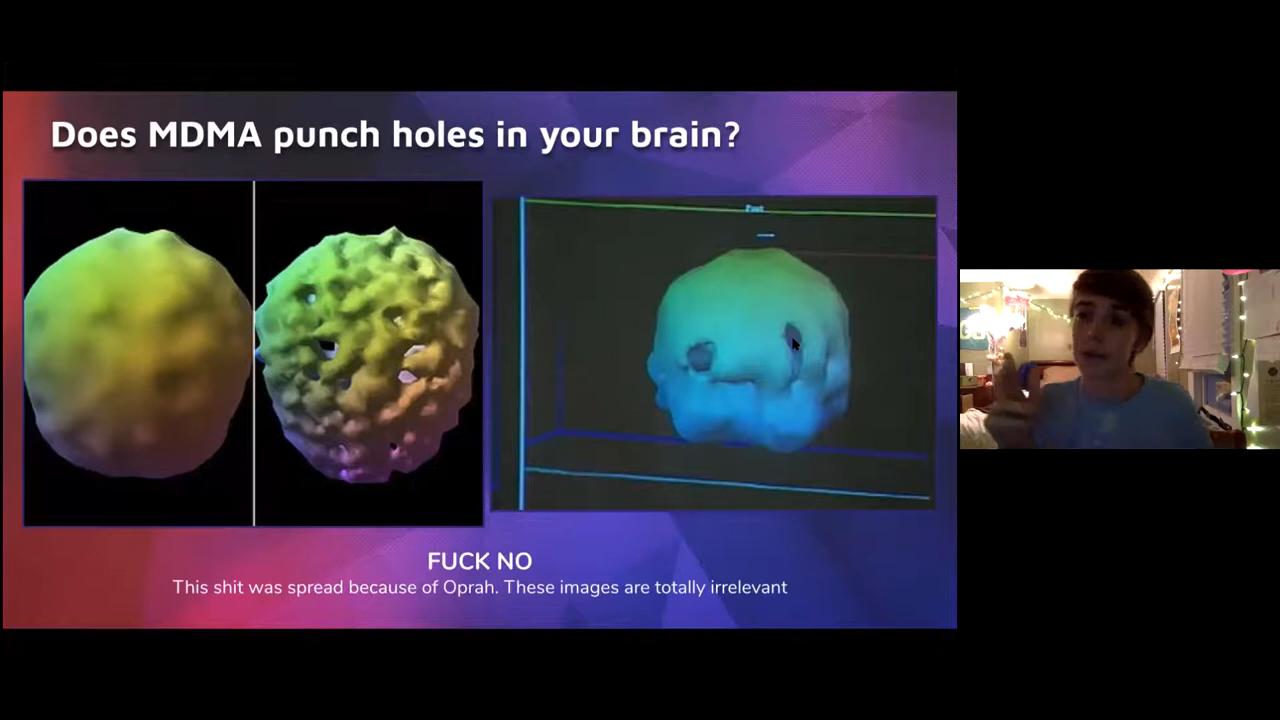 Does MDMA punch holes in your brain?
FUCK NO
This shit was spread because of Oprah. These images are totally irrelevant